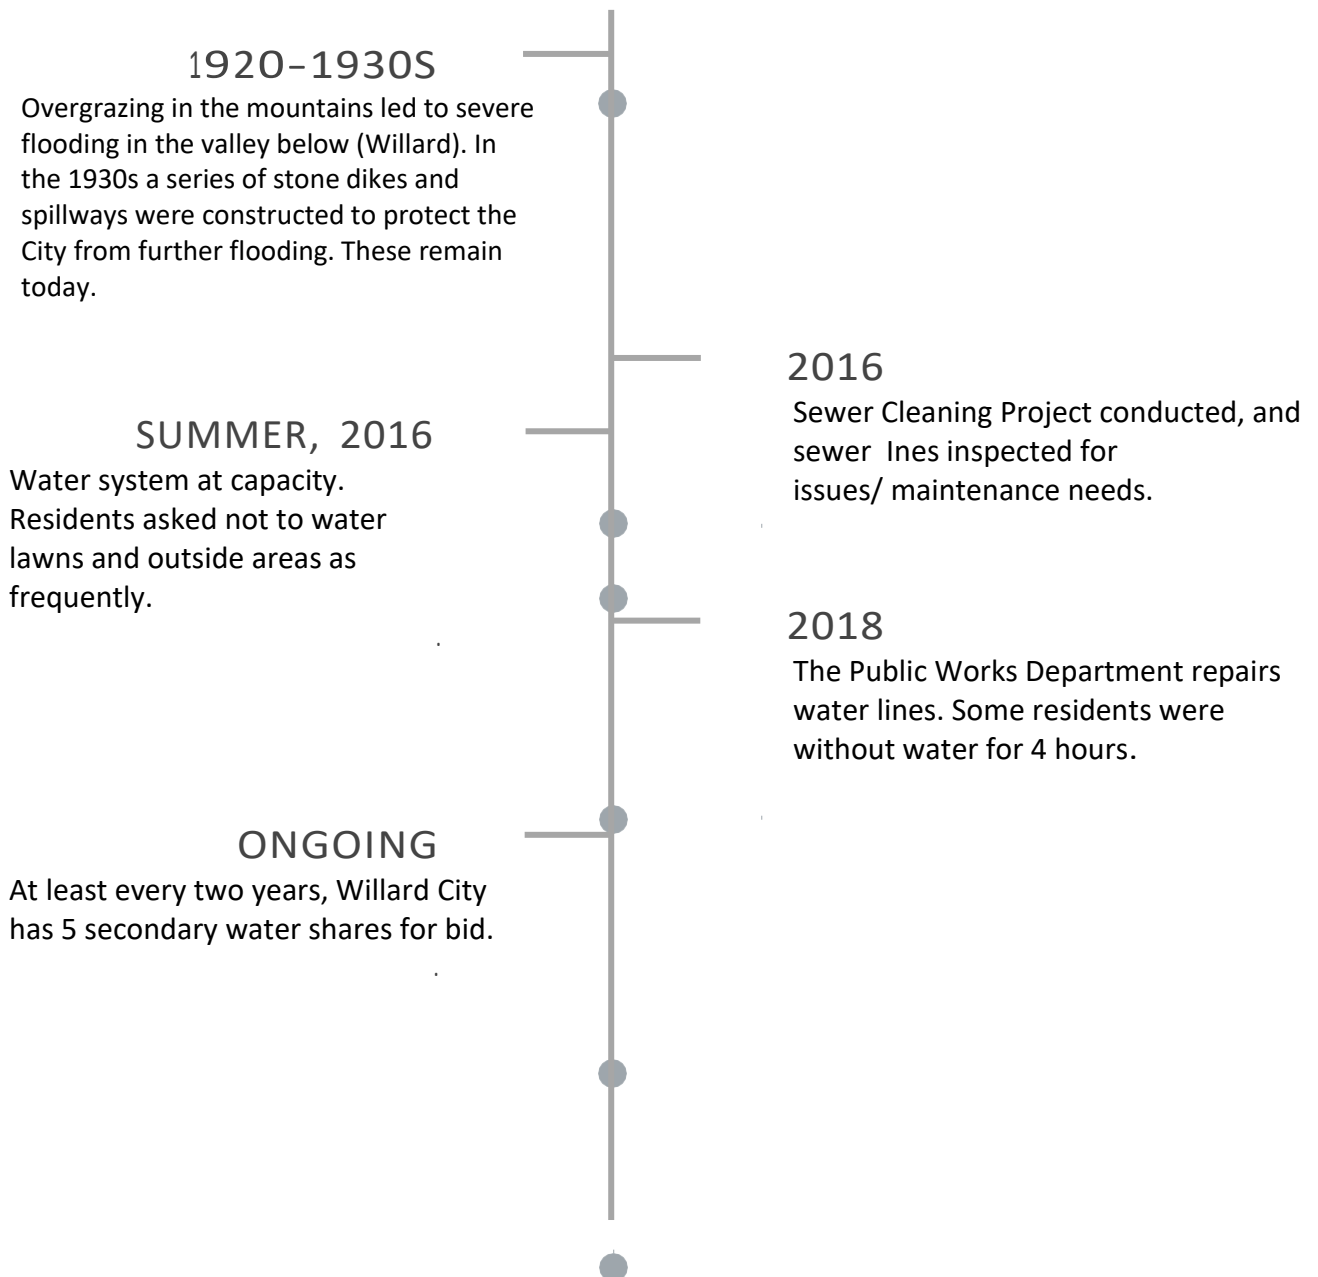 1920-1930S
Overgrazing in the mountains led to severe
flooding in the valley below (Willard). In
the 1930s a series of stone dikes and
spillways were constructed to protect the
City from further flooding. These remain
today.
2016
Sewer Cleaning Project conducted, and
sewer Ines inspected for
issues/ maintenance needs.
SUMMER, 2016
Water system at capacity.
Residents asked not to water
lawns and outside areas as
frequently.
.
2018
The Public Works Department repairs
water lines. Some residents were
without water for 4 hours.
ONGOING
At least every two years, Willard City
has 5 secondary water shares for bid.
.